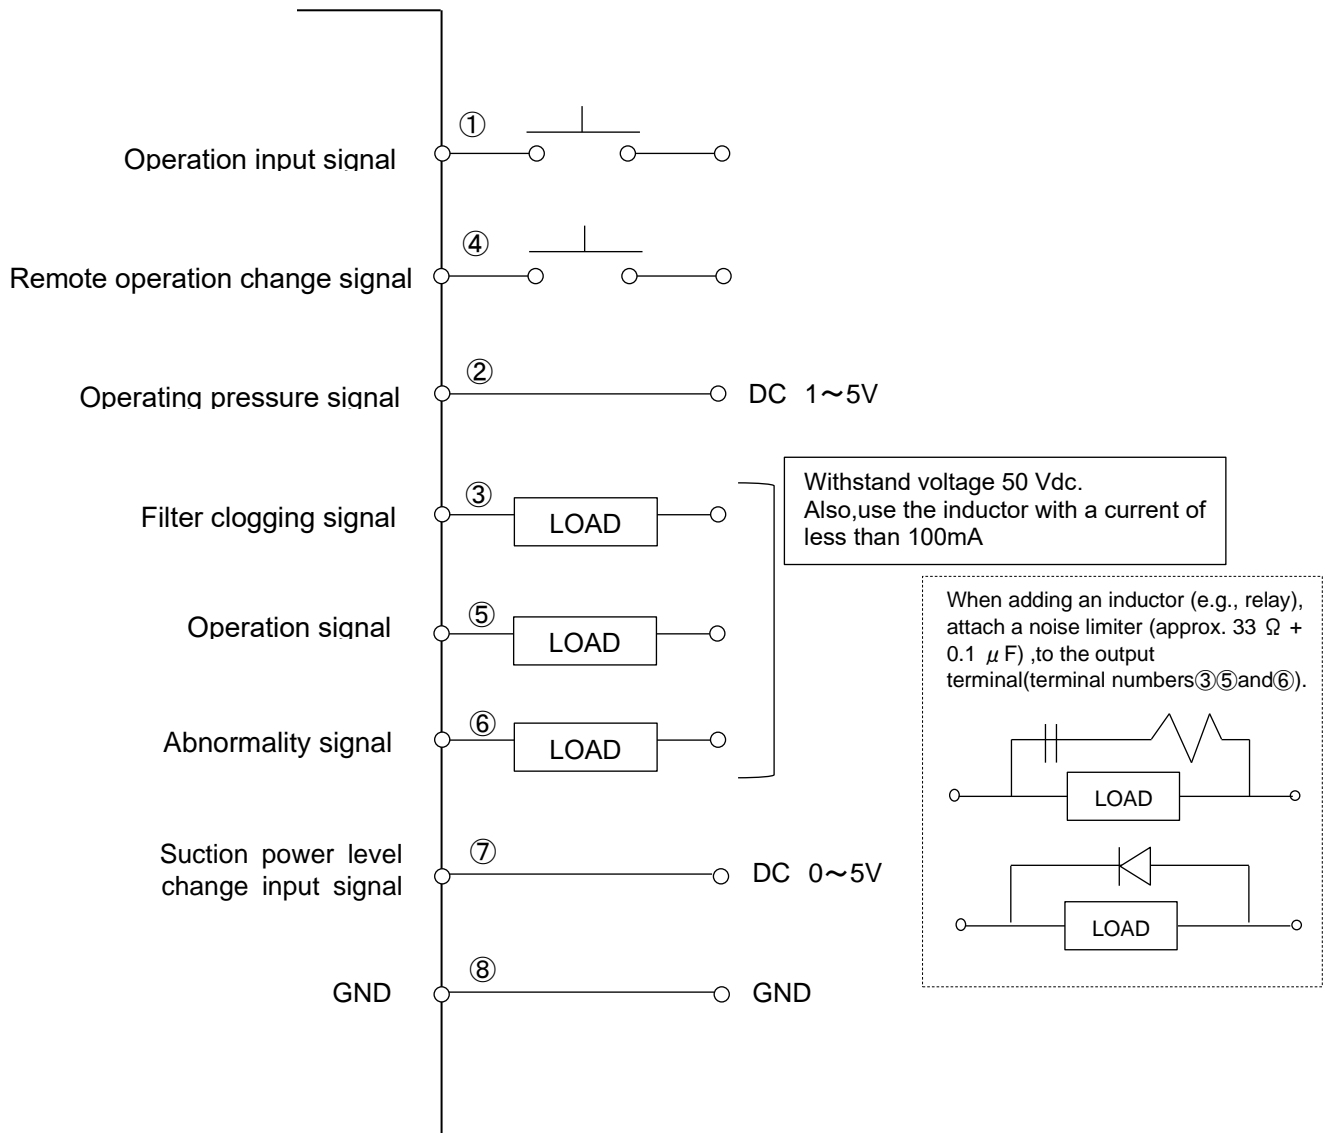 ①
Operation input signal
④
Remote operation change signal
②
Operating pressure signal
DC 1～5V
③
Filter clogging signal
LOAD
Withstand voltage 50 Vdc.
Also,use the inductor with a current of
less than 100mA
⑤
Operation signal
LOAD
⑥
Abnormality signal
LOAD
When adding an inductor (e.g., relay),
attach a noise limiter (approx. 33 Ω +
0.1 μF) ,to the output
terminal(terminal numbers③⑤and⑥).
LOAD
LOAD
⑦
Suction power level
change input signal
DC 0～5V
⑧
GND
GND